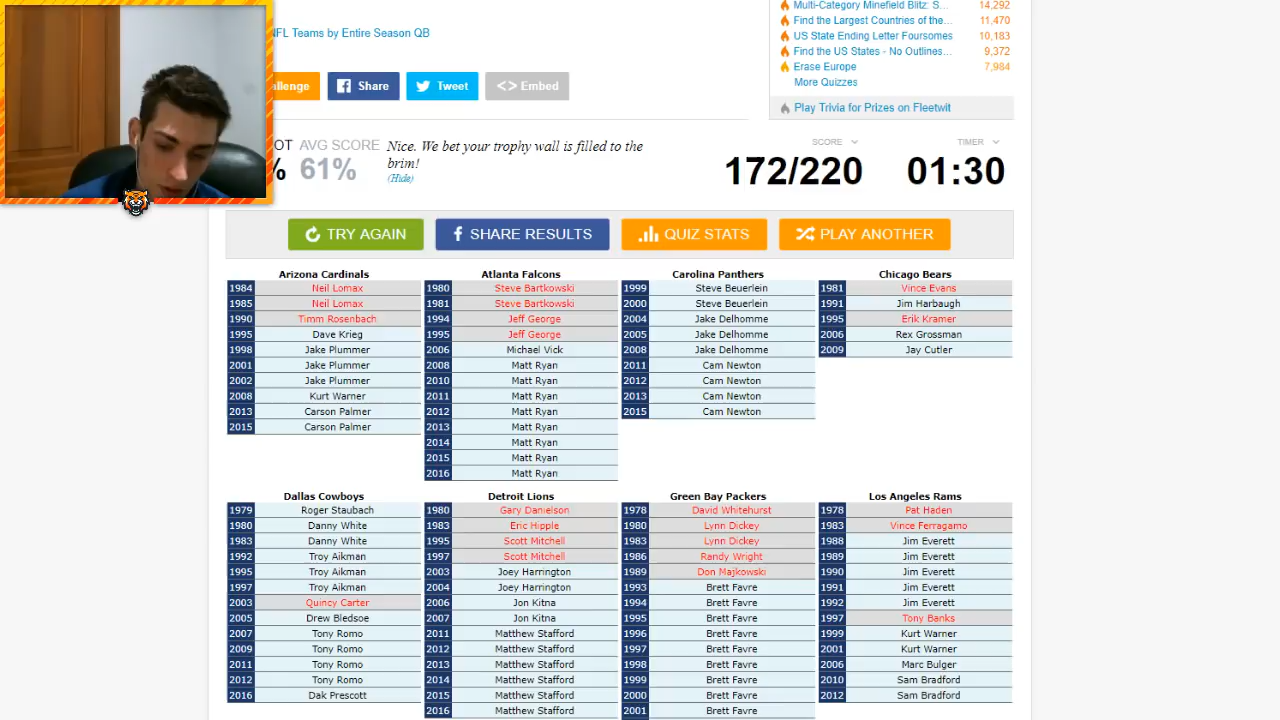 Multi-Category Minefield Blitz: S... 14,292
Find the Largest Countries of the... 11,470
US State Ending Letter Foursomes 10,183
Find the US States - No Outlines... 9,372
Erase Europe 7,984
More Quizzes
Play Trivia for Prizes on Fleetwit
NFL Teams by Entire Season QB
allenge Share Tweet <> Embed
OT AVG SCORE
% 61%
Nice. We bet your trophy wall is filled to the
brim!
(Hide)
SCORE TIMER
172/220 01:30
TRY AGAIN SHARE RESULTS QUIZ STATS PLAY ANOTHER
Arizona Cardinals
1984 Neil Lomax
1985 Neil Lomax
1990 Timm Rosenbach
1995 Dave Krieg
1998 Jake Plummer
2001 Jake Plummer
2002 Jake Plummer
2008 Kurt Warner
2013 Carson Palmer
2015 Carson Palmer
Atlanta Falcons
1980 Steve Bartkowski
1981 Steve Bartkowski
1994 Jeff George
1995 Jeff George
2006 Michael Vick
2008 Matt Ryan
2010 Matt Ryan
2011 Matt Ryan
2012 Matt Ryan
2013 Matt Ryan
2014 Matt Ryan
2015 Matt Ryan
2016 Matt Ryan
Carolina Panthers
1999 Steve Beuerlein
2000 Steve Beuerlein
2004 Jake Delhomme
2005 Jake Delhomme
2008 Jake Delhomme
2011 Cam Newton
2012 Cam Newton
2013 Cam Newton
2015 Cam Newton
Chicago Bears
1981 Vince Evans
1991 Jim Harbaugh
1995 Erik Kramer
2006 Rex Grossman
2009 Jay Cutler
Dallas Cowboys
1979 Roger Staubach
1980 Danny White
1983 Danny White
1992 Troy Aikman
1995 Troy Aikman
1997 Troy Aikman
2003 Quincy Carter
2005 Drew Bledsoe
2007 Tony Romo
2009 Tony Romo
2011 Tony Romo
2012 Tony Romo
2016 Dak Prescott
Detroit Lions
1980 Gary Danielson
1983 Eric Hipple
1995 Scott Mitchell
1997 Scott Mitchell
2003 Joey Harrington
2004 Joey Harrington
2006 Jon Kitna
2007 Jon Kitna
2011 Matthew Stafford
2012 Matthew Stafford
2013 Matthew Stafford
2014 Matthew Stafford
2015 Matthew Stafford
2016 Matthew Stafford
Green Bay Packers
1978 David Whitehurst
1980 Lynn Dickey
1983 Lynn Dickey
1986 Randy Wright
1989 Don Majkowski
1993 Brett Favre
1994 Brett Favre
1995 Brett Favre
1996 Brett Favre
1997 Brett Favre
1998 Brett Favre
1999 Brett Favre
2000 Brett Favre
2001 Brett Favre
Los Angeles Rams
1978 Pat Haden
1983 Vince Ferragamo
1988 Jim Everett
1989 Jim Everett
1990 Jim Everett
1991 Jim Everett
1992 Jim Everett
1997 Tony Banks
1999 Kurt Warner
2001 Kurt Warner
2006 Marc Bulger
2010 Sam Bradford
2012 Sam Bradford